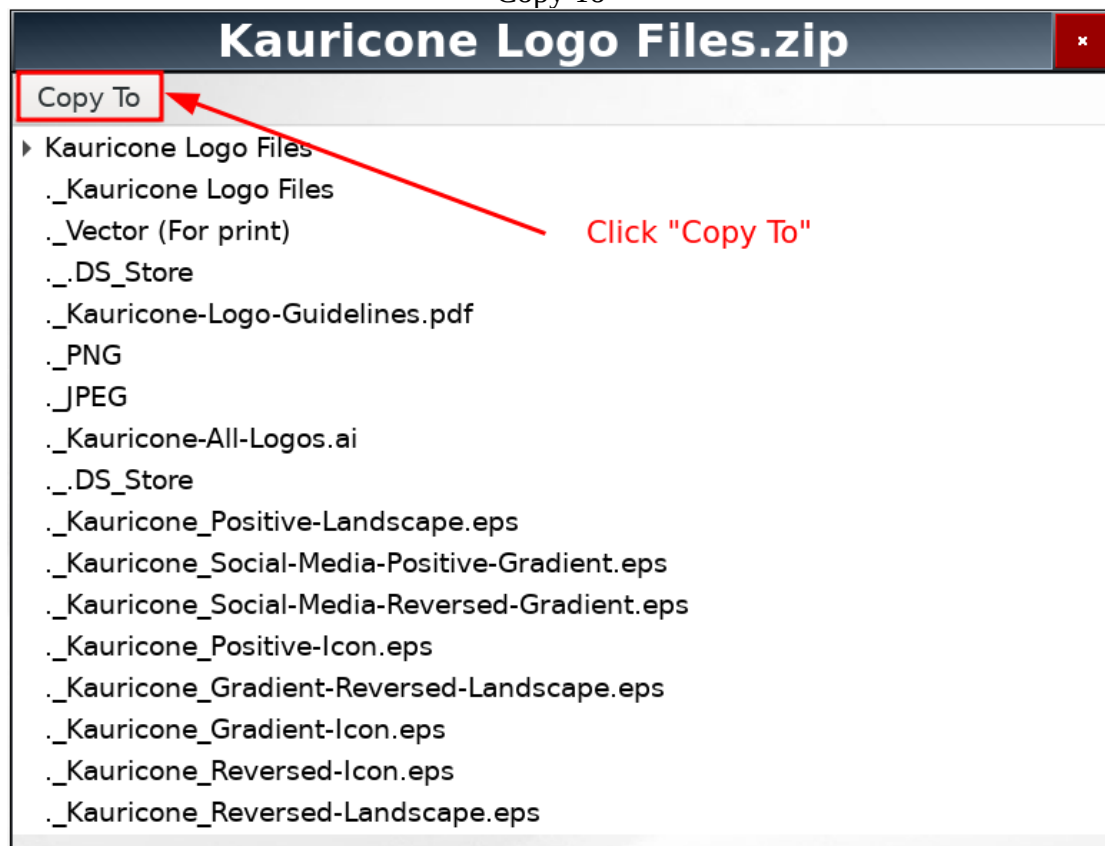 Copy To
Kauricone Logo Files.zip
Copy To
Kauricone Logo Files
._Kauricone Logo Files
._Vector (For print)
Click "Copy To"
._.DS_Store
._Kauricone-Logo-Guidelines.pdf
._PNG
._JPEG
._Kauricone-All-Logos.ai
._.DS_Store
._Kauricone_Positive-Landscape.eps
._Kauricone_Social-Media-Positive-Gradient.eps
._Kauricone_Social-Media-Reversed-Gradient.eps
._Kauricone_Positive-Icon.eps
._Kauricone_Gradient-Reversed-Landscape.eps
._Kauricone_Gradient-Icon.eps
._Kauricone_Reversed-Icon.eps
._Kauricone_Reversed-Landscape.eps